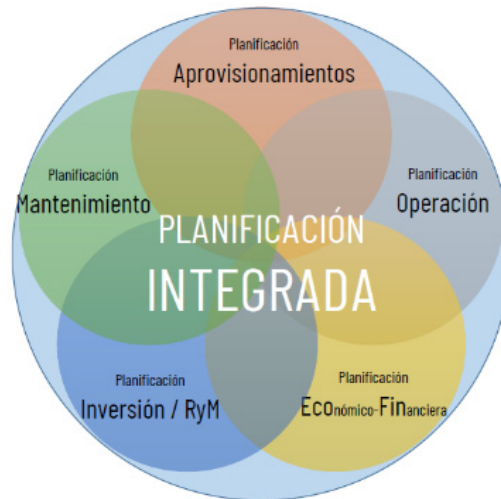 Planificación
Aprovisionamientos
Planificación
Mantenimiento
Planificación
Operación
PLANIFICACIÓN
INTEGRADA
Planificación
Inversión / RyM
Planificación
Económico-Financiera